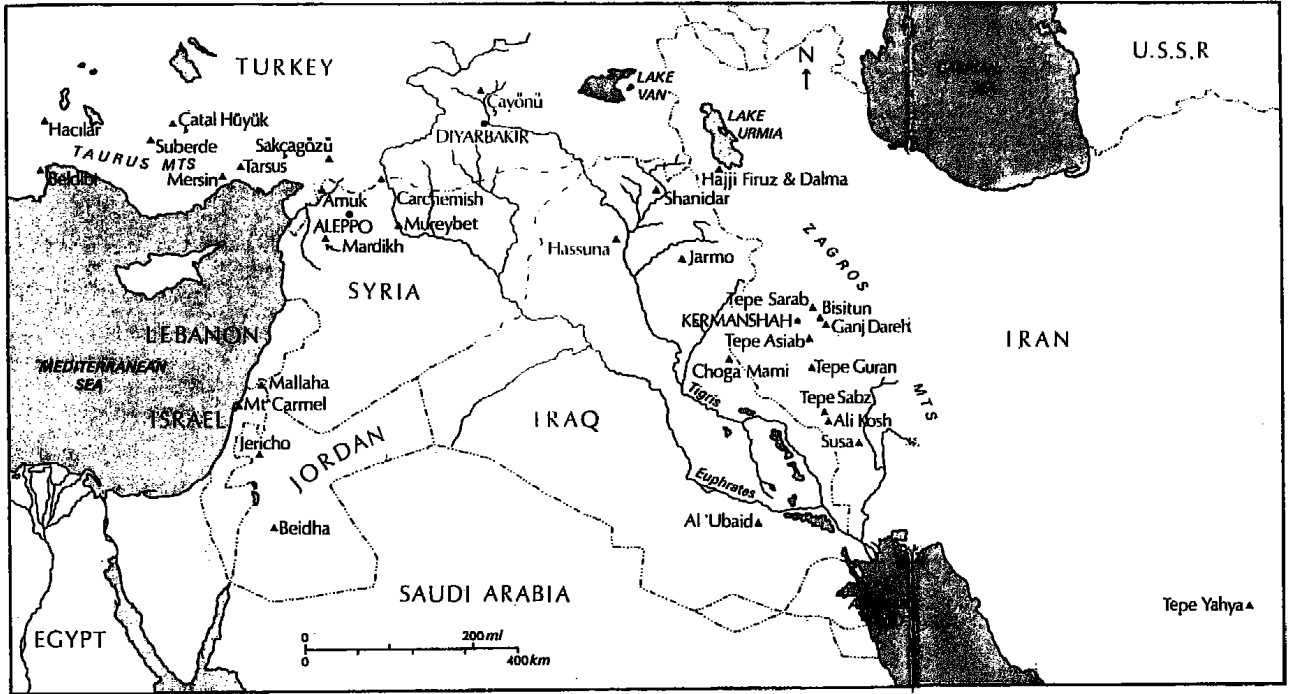 U.S.S.R
TURKEY
N
LAKE
VAN
LAKE
URMIA
Çayönü
DIYARBAKIR
Hacılar
Çatal Hüyük
Suberde
TAURUS MTS
Sakçagözü
Tarsus
Mersin
Beldibi
Amuk
Carchemish
ALEPPO
Mureybet
Mardikh
Hajji Firuz & Dalma
Shanidar
Hassuna
Jarmo
ZAGROS
MTS
SYRIA
Tepe Sarab
Bisitun
KERMANSHAH
Ganj Dareh
Tepe Asiab
IRAN
LEBANON
MEDITERRANEAN
SEA
Mallaha
Choga Mami
Tepe Guran
Tigris
Tepe Sabz
Ali Kosh
Susa
ISRAEL
Mt Carmel
IRAQ
Jericho
JORDAN
Euphrates
Al 'Ubaid
Beidha
SAUDI ARABIA
Tepe Yahya
EGYPT
0 200 mi
0 400 km